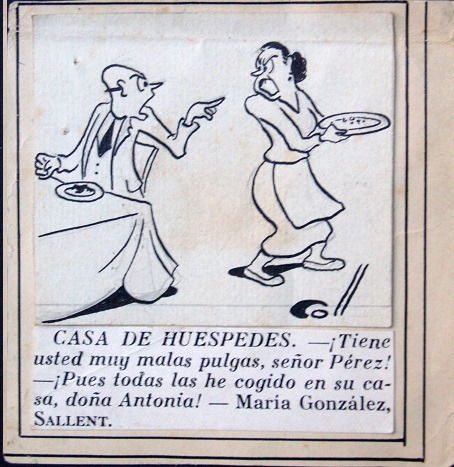 CASA DE HUESPEDES. —¡Tiene
usted muy malas pulgas, señor Pérez!
—¡Pues todas las he cogido en su ca-
sa, doña Antonia! — María González,
SALLENT.